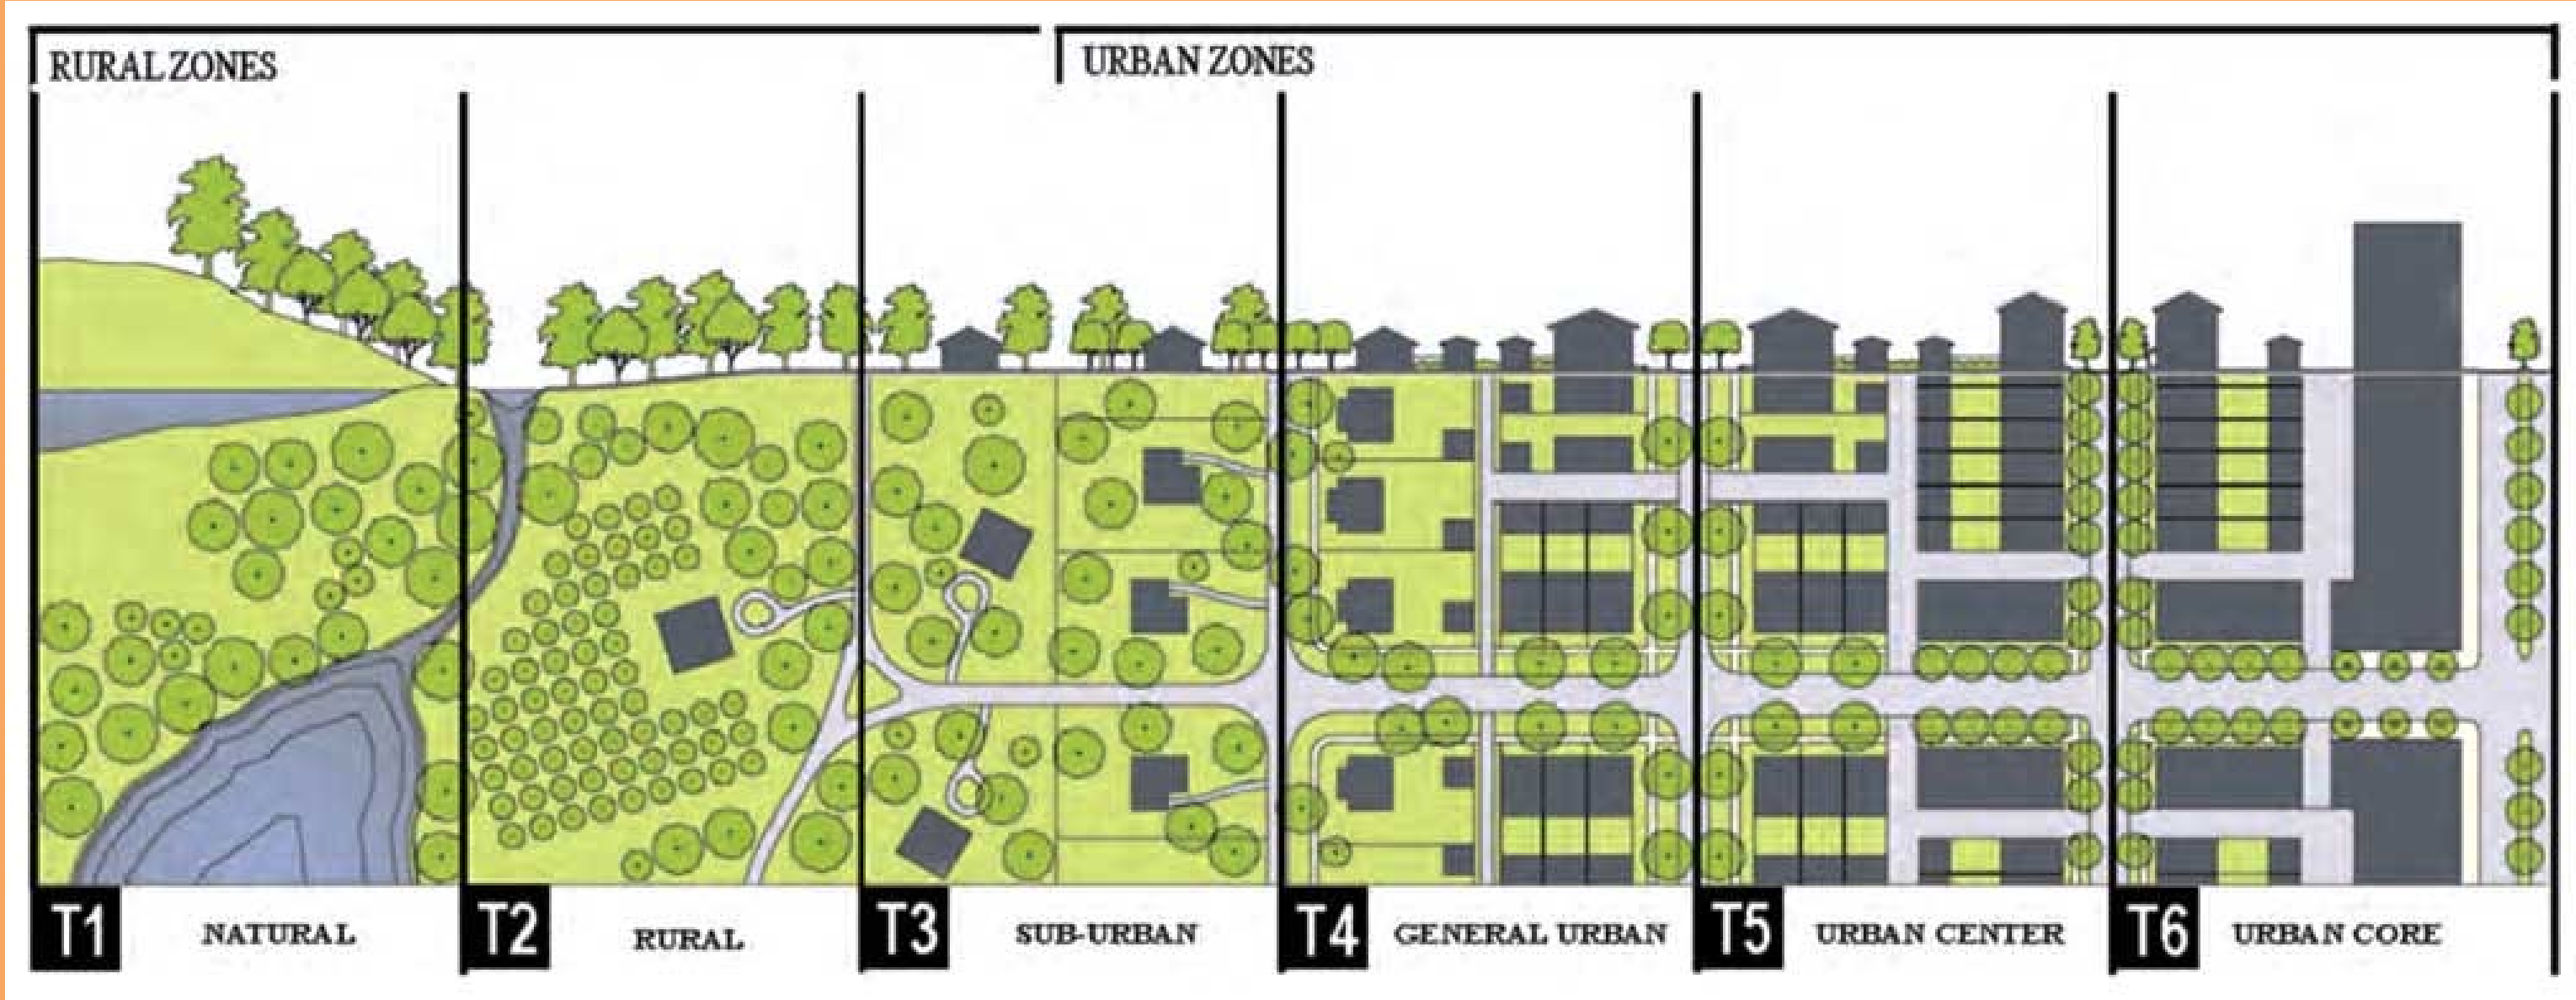 RURAL ZONES
URBAN ZONES
T1 NATURAL
T2 RURAL
T3 SUB-URBAN
T4 GENERAL URBAN
T5 URBAN CENTER
T6 URBAN CORE